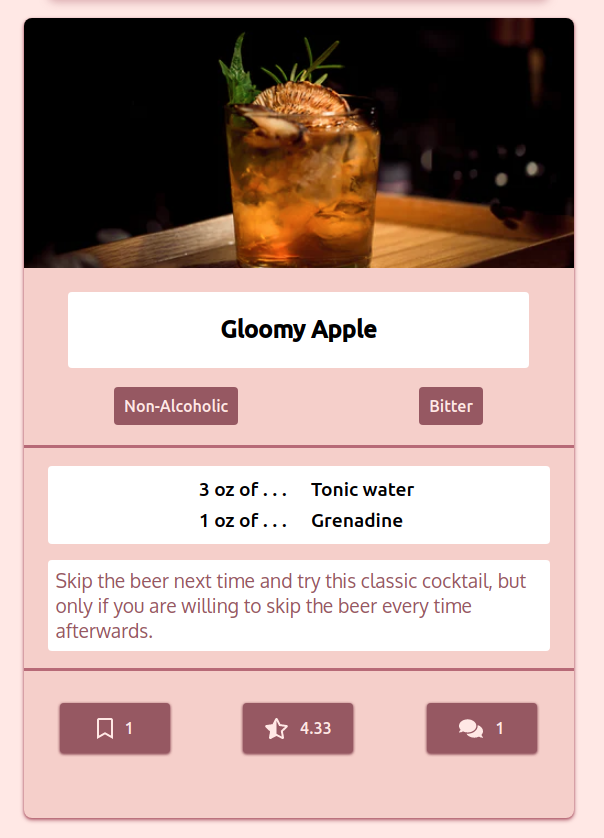 Gloomy Apple
Non-Alcoholic Bitter
3 oz of . . . Tonic water
1 oz of . . . Grenadine
Skip the beer next time and try this classic cocktail, but
only if you are willing to skip the beer every time
afterwards.
1 4.33 1